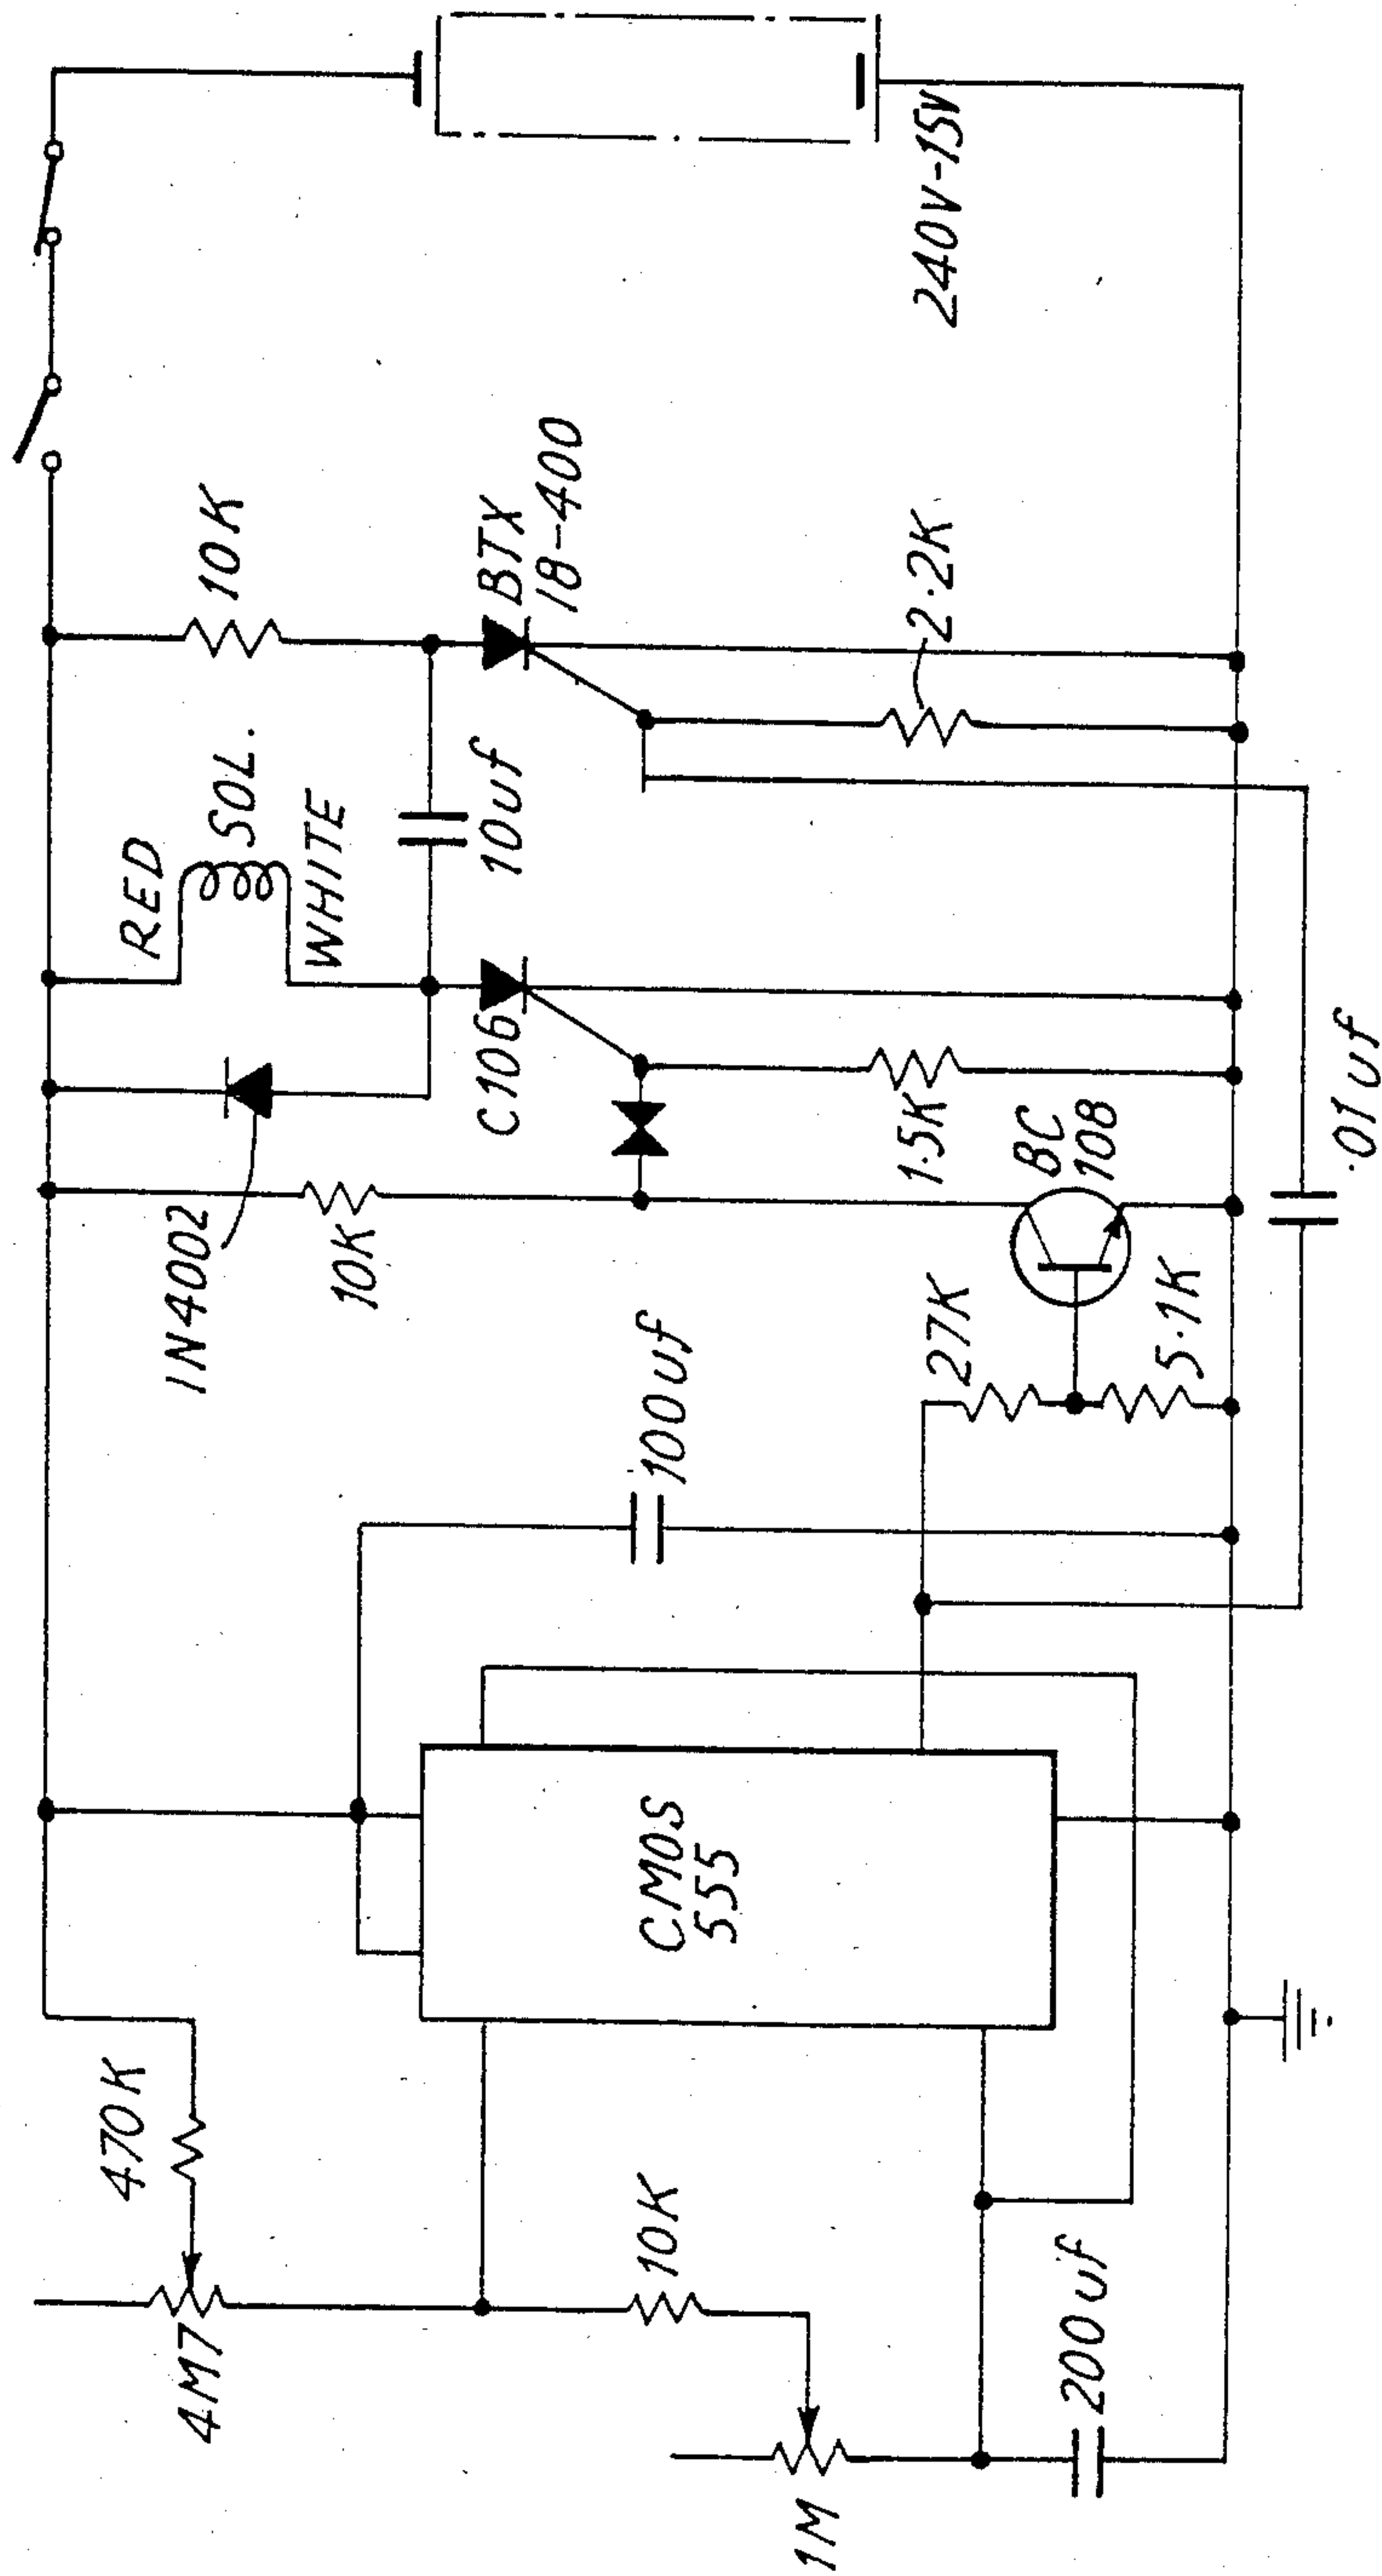 470K
RED
10K
1N4002
4M7
SOL.
WHITE
10K
C106
10uf
BTX
18-400
10K
CMOS
555
100uf
1M
27K
1.5K
2.2K
240V-15V
200uf
5.1K
BC
108
.01uf